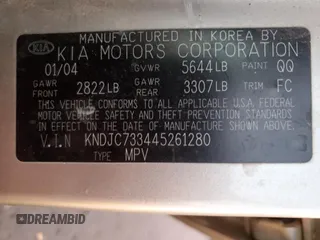 MANUFACTURED IN KOREA BY
KIA KIA MOTORS CORPORATION
01/04 GVWR 5644LB PAINT QQ
GAWR FRONT 2822LB GAWR REAR 3307LB TRIM FC
THIS VEHICLE CONFORMS TO ALL APPLICABLE U.S.A FEDERAL
MOTOR VEHICLE SAFETY, BUMPER, AND THEFT PREVENTION
STANDARDS IN EFFECT ON THE DATE OF MANUFACTURE SHOWN ABOVE
V.I.N KNDJC733445261280
TYPE MPV
DREAMBID